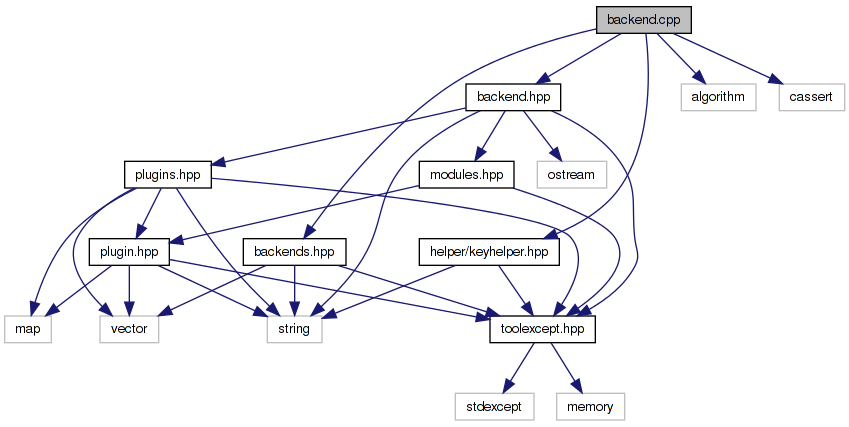 backend.cpp
backend.hpp
algorithm
cassert
plugins.hpp
modules.hpp
ostream
plugin.hpp
backends.hpp
helper/keyhelper.hpp
map
vector
string
toolexcept.hpp
stdexcept
memory